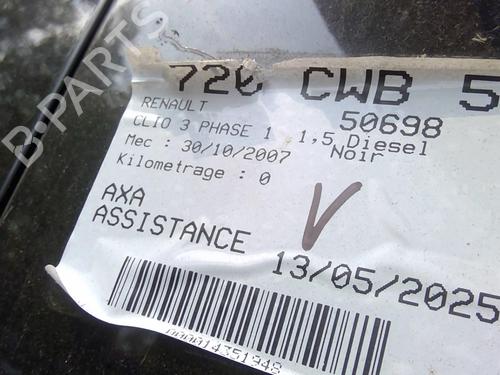 B-PARTS
720 CWB 5
RENAULT 50698
CLIO 3 PHASE 1 1,5 Diesel
Mec : 30/10/2007 Noir
Kilometrage : 0
AXA
ASSISTANCE
V
13/05/2025
000014351948